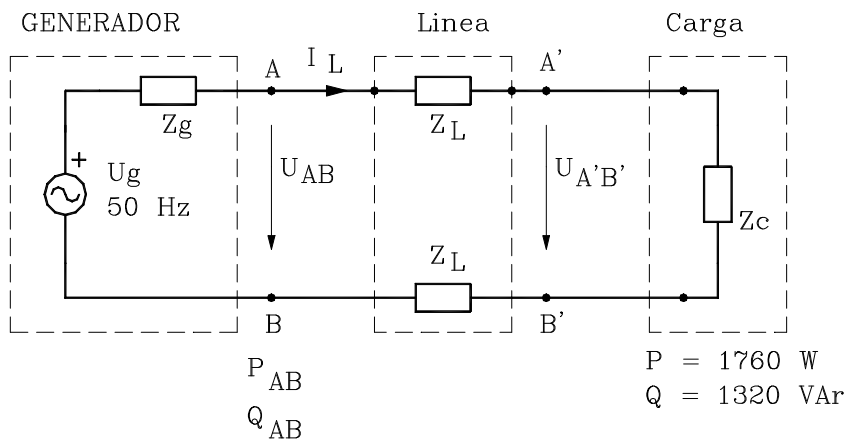 GENERADOR Linea Carga
A I L A'
Zg Z L
+
Ug U AB U A'B'
50 Hz Zc
Z L
B B'
P AB P = 1760 W
Q AB Q = 1320 VAr